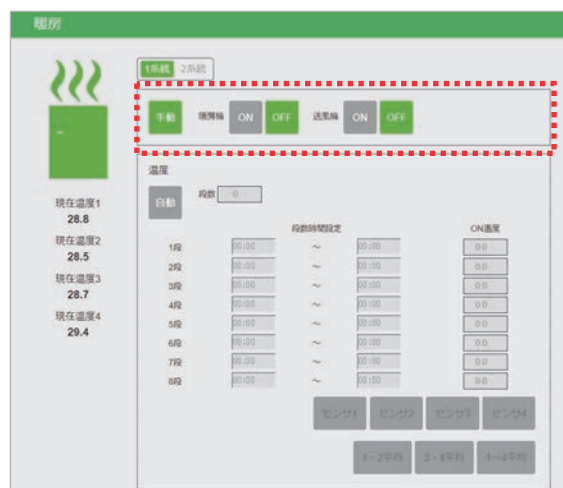 暖房
1系統 2系統
手動 暖房機 ON OFF 送風機 ON OFF
温度
自動 段数 0
現在温度1
28.8
現在温度2
28.5
現在温度3
28.7
現在温度4
29.4
段数時間設定 ON温度
1段 00:00 ～ 00:00 0.0
2段 00:00 ～ 00:00 0.0
3段 00:00 ～ 00:00 0.0
4段 00:00 ～ 00:00 0.0
5段 00:00 ～ 00:00 0.0
6段 00:00 ～ 00:00 0.0
7段 00:00 ～ 00:00 0.0
8段 00:00 ～ 00:00 0.0
センサ1 センサ2 センサ3 センサ4
1~2平均 3~4平均 1~4平均